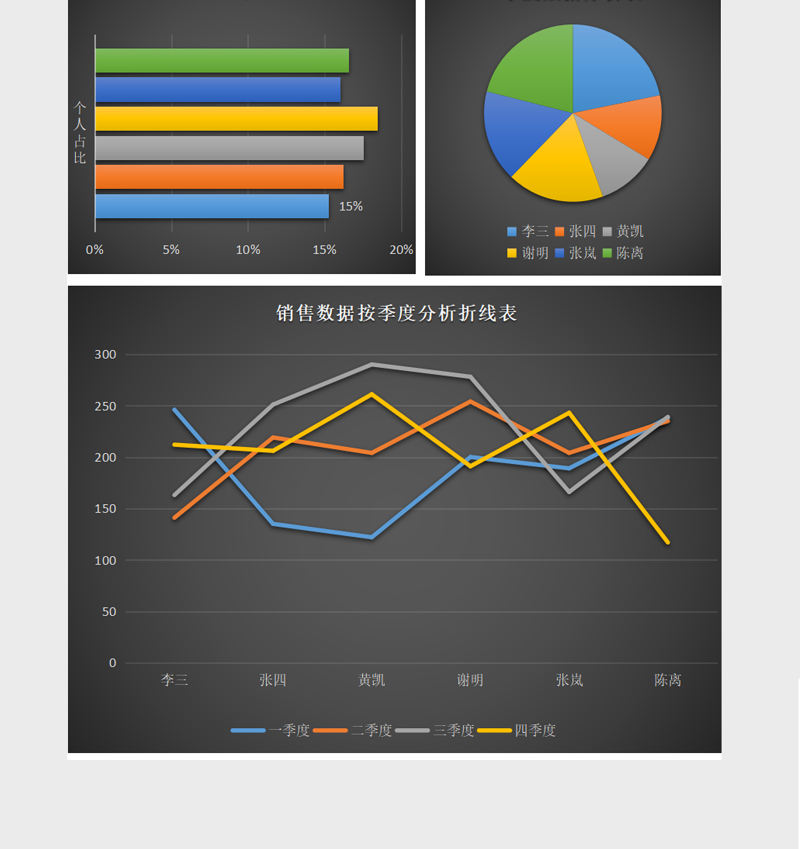 个
人
占
比
15%
0% 5% 10% 15% 20%
李三 张四 黄凯
谢明 张岚 陈离
销售数据按季度分析折线表
300
250
200
150
100
50
0
李三 张四 黄凯 谢明 张岚 陈离
一季度 二季度 三季度 四季度